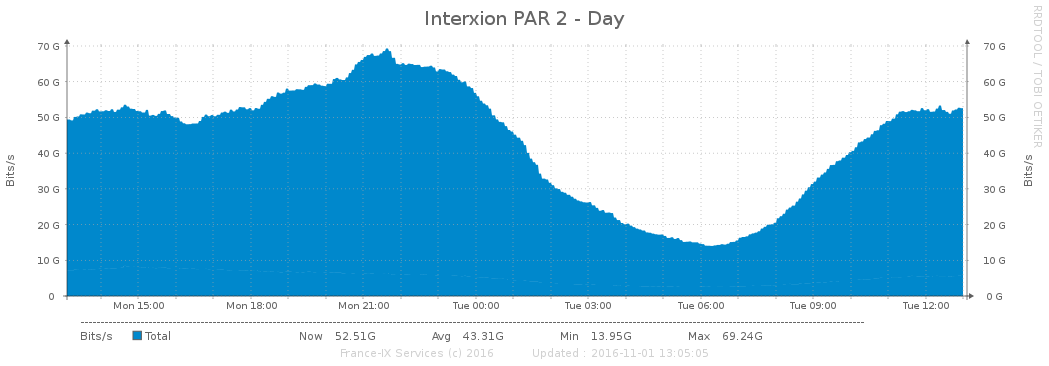 Interxion PAR 2 - Day
RRDTOOL / TOBI OETIKER
70 G 70 G
60 G 60 G
50 G 50 G
40 G 40 G
30 G 30 G
20 G 20 G
10 G 10 G
0 0 G
Bits/s
Bits/s
Mon 15:00 Mon 18:00 Mon 21:00 Tue 00:00 Tue 03:00 Tue 06:00 Tue 09:00 Tue 12:00
Bits/s Total Now 52.51G Avg 43.31G Min 13.95G Max 69.24G
France-IX Services (c) 2016 Updated : 2016-11-01 13:05:05